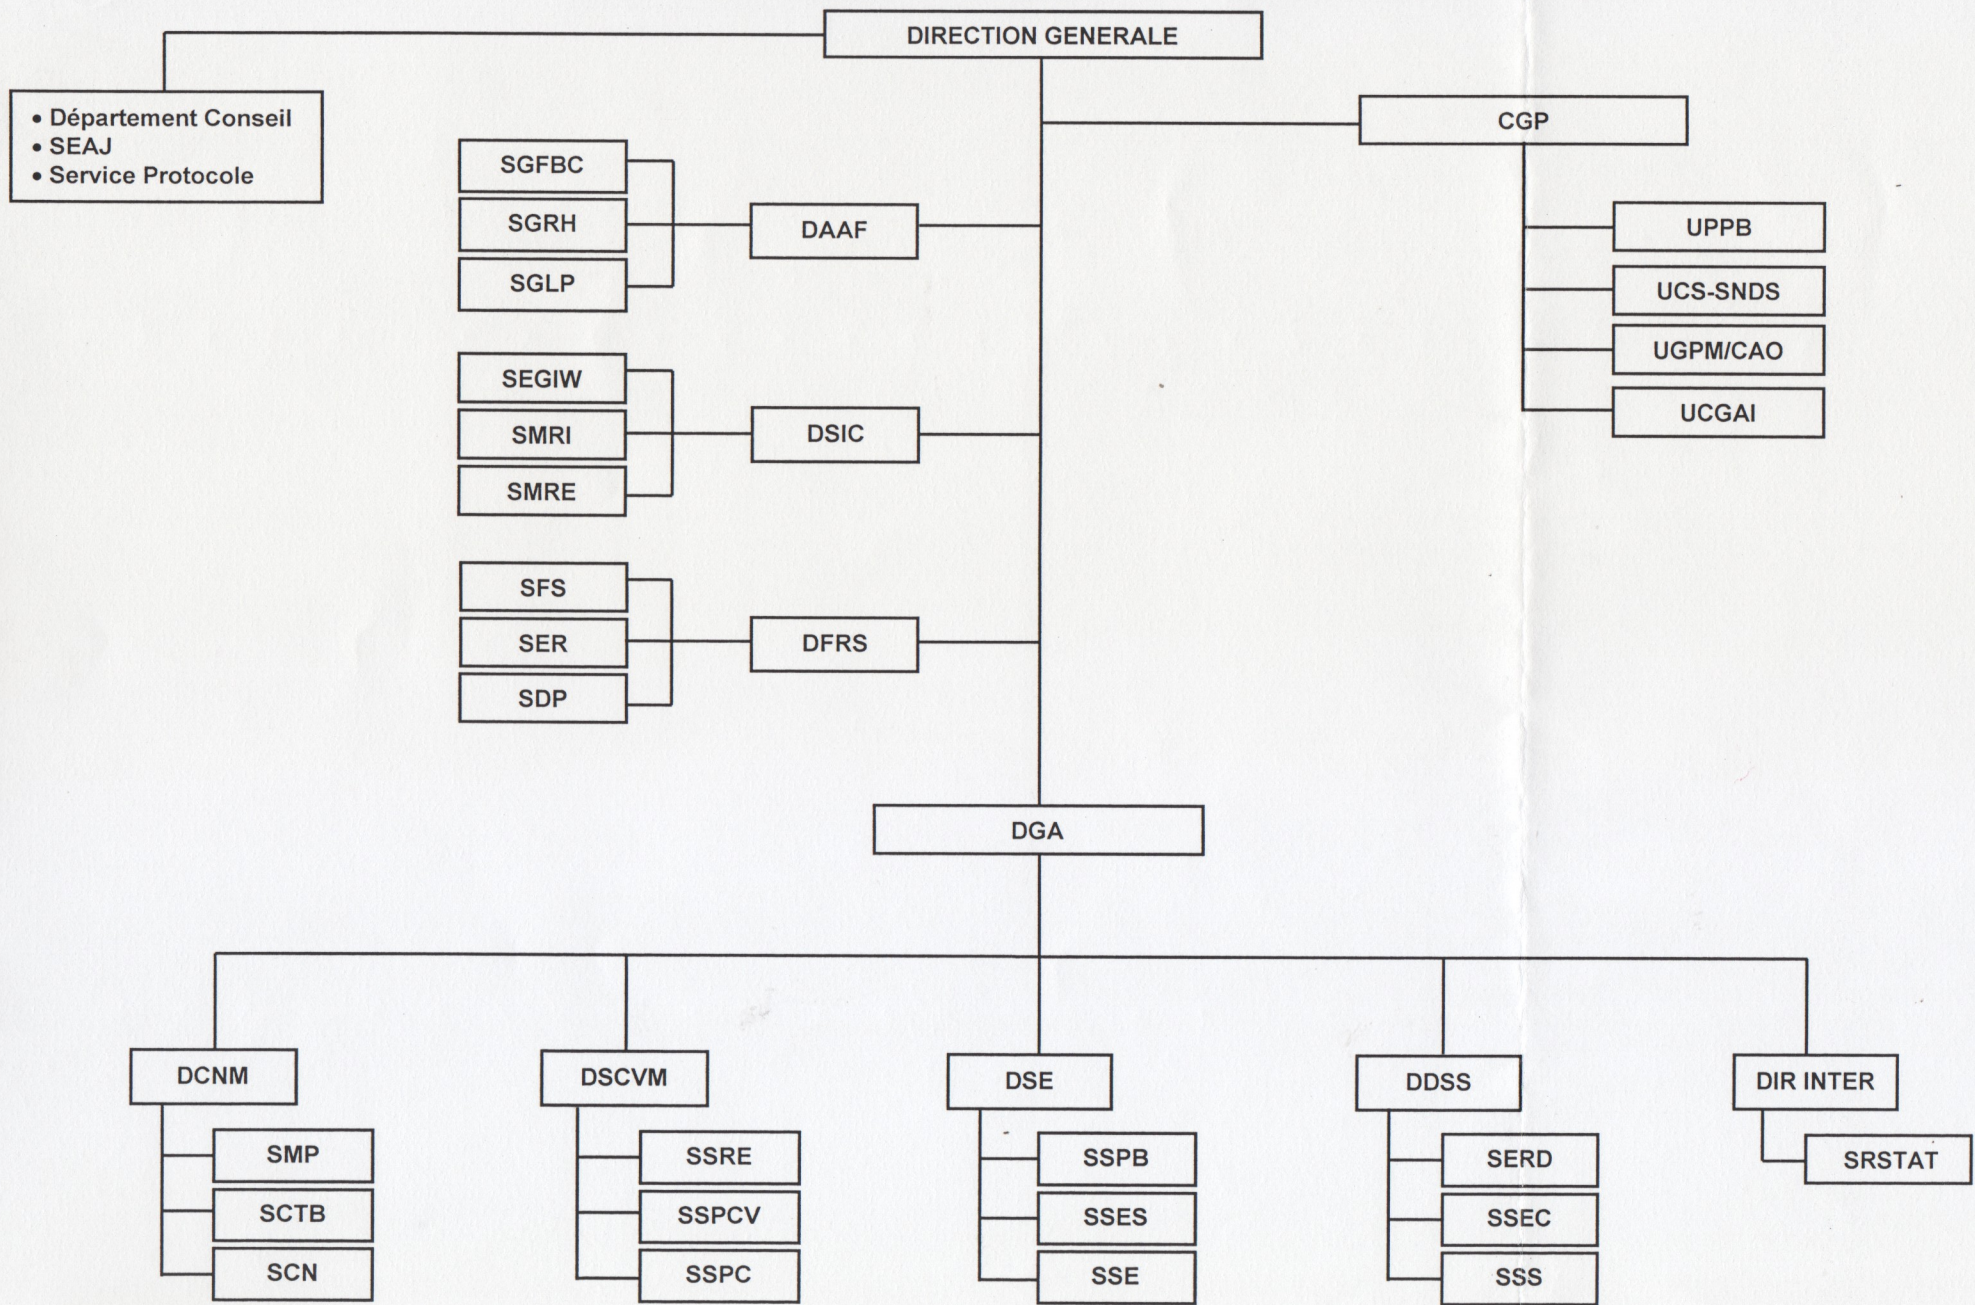 DIRECTION GENERALE
• Département Conseil
• SEAJ
• Service Protocole
CGP
SGFBC
SGRH
SGLP
DAAF
UPPB
UCS-SNDS
UGPM/CAO
UCGAI
SEGIW
SMRI
SMRE
DSIC
SFS
SER
SDP
DFRS
DGA
DCNM
SMP
SCTB
SCN
DSCVM
SSRE
SSPCV
SSPC
DSE
SSPB
SSES
SSE
DDSS
SERD
SSEC
SSS
DIR INTER
SRSTAT